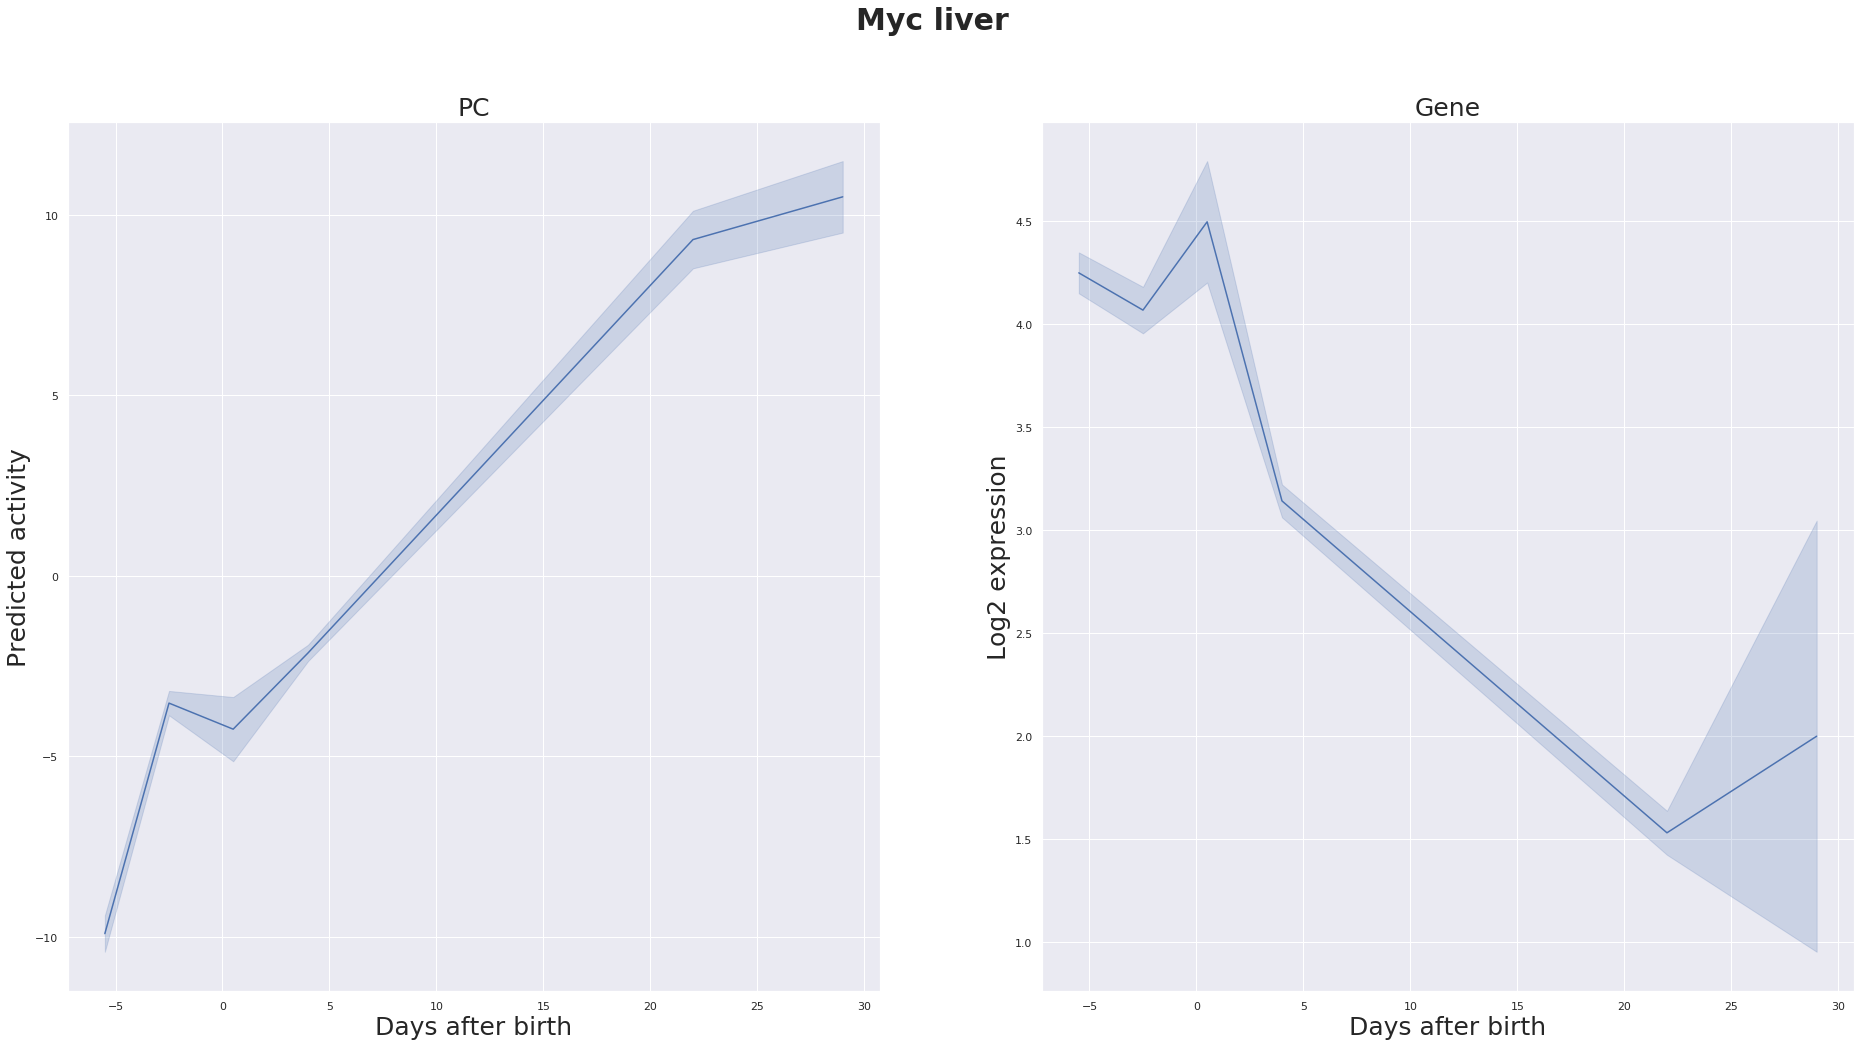 Myc liver
PC
Predicted activity
10
5
0
−5
−10
−5 0 5 10 15 20 25 30
Days after birth
Gene
Log2 expression
4.5
4.0
3.5
3.0
2.5
2.0
1.5
1.0
−5 0 5 10 15 20 25 30
Days after birth